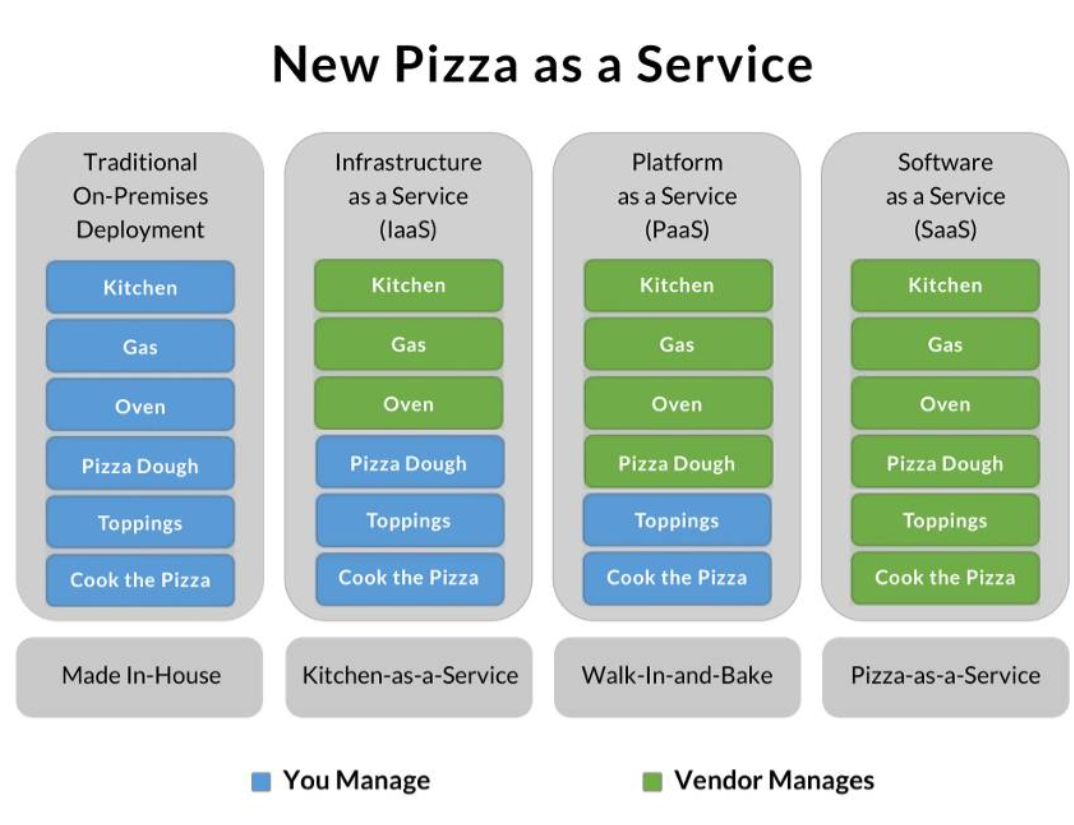 New Pizza as a Service
Traditional
On-Premises
Deployment
Kitchen
Gas
Oven
Pizza Dough
Toppings
Cook the Pizza
Made In-House
Infrastructure
as a Service
(IaaS)
Kitchen
Gas
Oven
Pizza Dough
Toppings
Cook the Pizza
Kitchen-as-a-Service
Platform
as a Service
(PaaS)
Kitchen
Gas
Oven
Pizza Dough
Toppings
Cook the Pizza
Walk-In-and-Bake
Software
as a Service
(SaaS)
Kitchen
Gas
Oven
Pizza Dough
Toppings
Cook the Pizza
Pizza-as-a-Service
You Manage
Vendor Manages